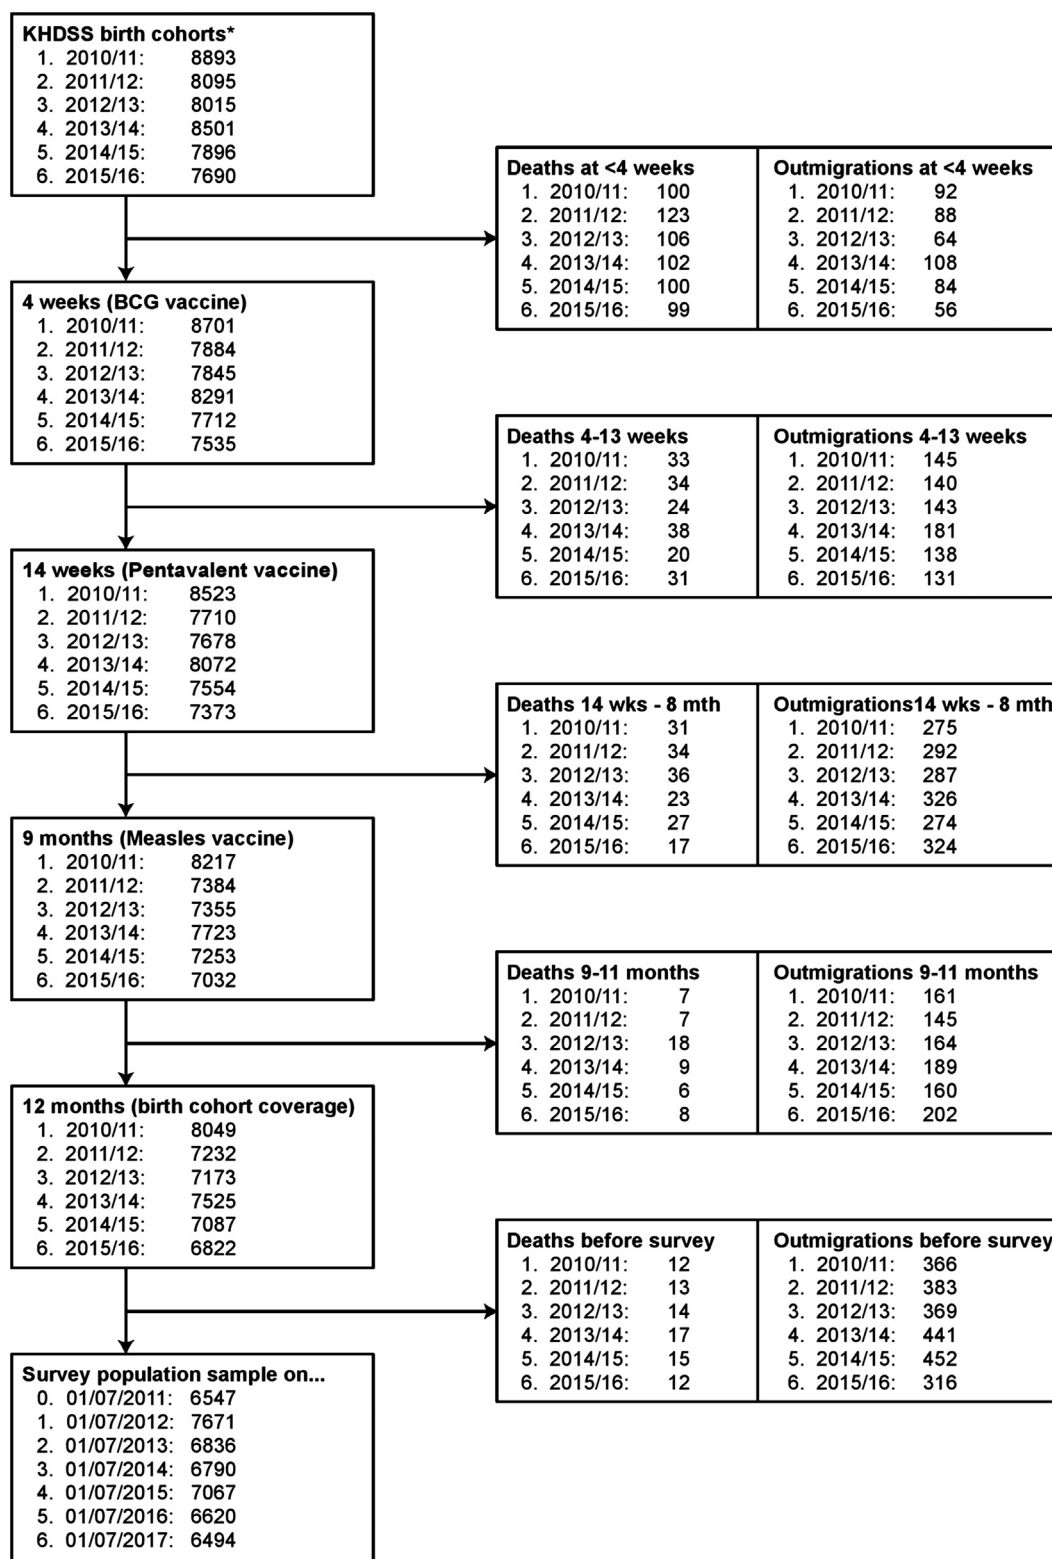 KHDSS birth cohorts*
1. 2010/11: 8893
2. 2011/12: 8095
3. 2012/13: 8015
4. 2013/14: 8501
5. 2014/15: 7896
6. 2015/16: 7690
Deaths at <4 weeks
1. 2010/11: 100
2. 2011/12: 123
3. 2012/13: 106
4. 2013/14: 102
5. 2014/15: 100
6. 2015/16: 99
Outmigrations at <4 weeks
1. 2010/11: 92
2. 2011/12: 88
3. 2012/13: 64
4. 2013/14: 108
5. 2014/15: 84
6. 2015/16: 56
4 weeks (BCG vaccine)
1. 2010/11: 8701
2. 2011/12: 7884
3. 2012/13: 7845
4. 2013/14: 8291
5. 2014/15: 7712
6. 2015/16: 7535
Deaths 4-13 weeks
1. 2010/11: 33
2. 2011/12: 34
3. 2012/13: 24
4. 2013/14: 38
5. 2014/15: 20
6. 2015/16: 31
Outmigrations 4-13 weeks
1. 2010/11: 145
2. 2011/12: 140
3. 2012/13: 143
4. 2013/14: 181
5. 2014/15: 138
6. 2015/16: 131
14 weeks (Pentavalent vaccine)
1. 2010/11: 8523
2. 2011/12: 7710
3. 2012/13: 7678
4. 2013/14: 8072
5. 2014/15: 7554
6. 2015/16: 7373
Deaths 14 wks - 8 mth
1. 2010/11: 31
2. 2011/12: 34
3. 2012/13: 36
4. 2013/14: 23
5. 2014/15: 27
6. 2015/16: 17
Outmigrations14 wks - 8 mth
1. 2010/11: 275
2. 2011/12: 292
3. 2012/13: 287
4. 2013/14: 326
5. 2014/15: 274
6. 2015/16: 324
9 months (Measles vaccine)
1. 2010/11: 8217
2. 2011/12: 7384
3. 2012/13: 7355
4. 2013/14: 7723
5. 2014/15: 7253
6. 2015/16: 7032
Deaths 9-11 months
1. 2010/11: 7
2. 2011/12: 7
3. 2012/13: 18
4. 2013/14: 9
5. 2014/15: 6
6. 2015/16: 8
Outmigrations 9-11 months
1. 2010/11: 161
2. 2011/12: 145
3. 2012/13: 164
4. 2013/14: 189
5. 2014/15: 160
6. 2015/16: 202
12 months (birth cohort coverage)
1. 2010/11: 8049
2. 2011/12: 7232
3. 2012/13: 7173
4. 2013/14: 7525
5. 2014/15: 7087
6. 2015/16: 6822
Deaths before survey
1. 2010/11: 12
2. 2011/12: 13
3. 2012/13: 14
4. 2013/14: 17
5. 2014/15: 15
6. 2015/16: 12
Outmigrations before survey
1. 2010/11: 366
2. 2011/12: 383
3. 2012/13: 369
4. 2013/14: 441
5. 2014/15: 452
6. 2015/16: 316
Survey population sample on...
0. 01/07/2011: 6547
1. 01/07/2012: 7671
2. 01/07/2013: 6836
3. 01/07/2014: 6790
4. 01/07/2015: 7067
5. 01/07/2016: 6620
6. 01/07/2017: 6494